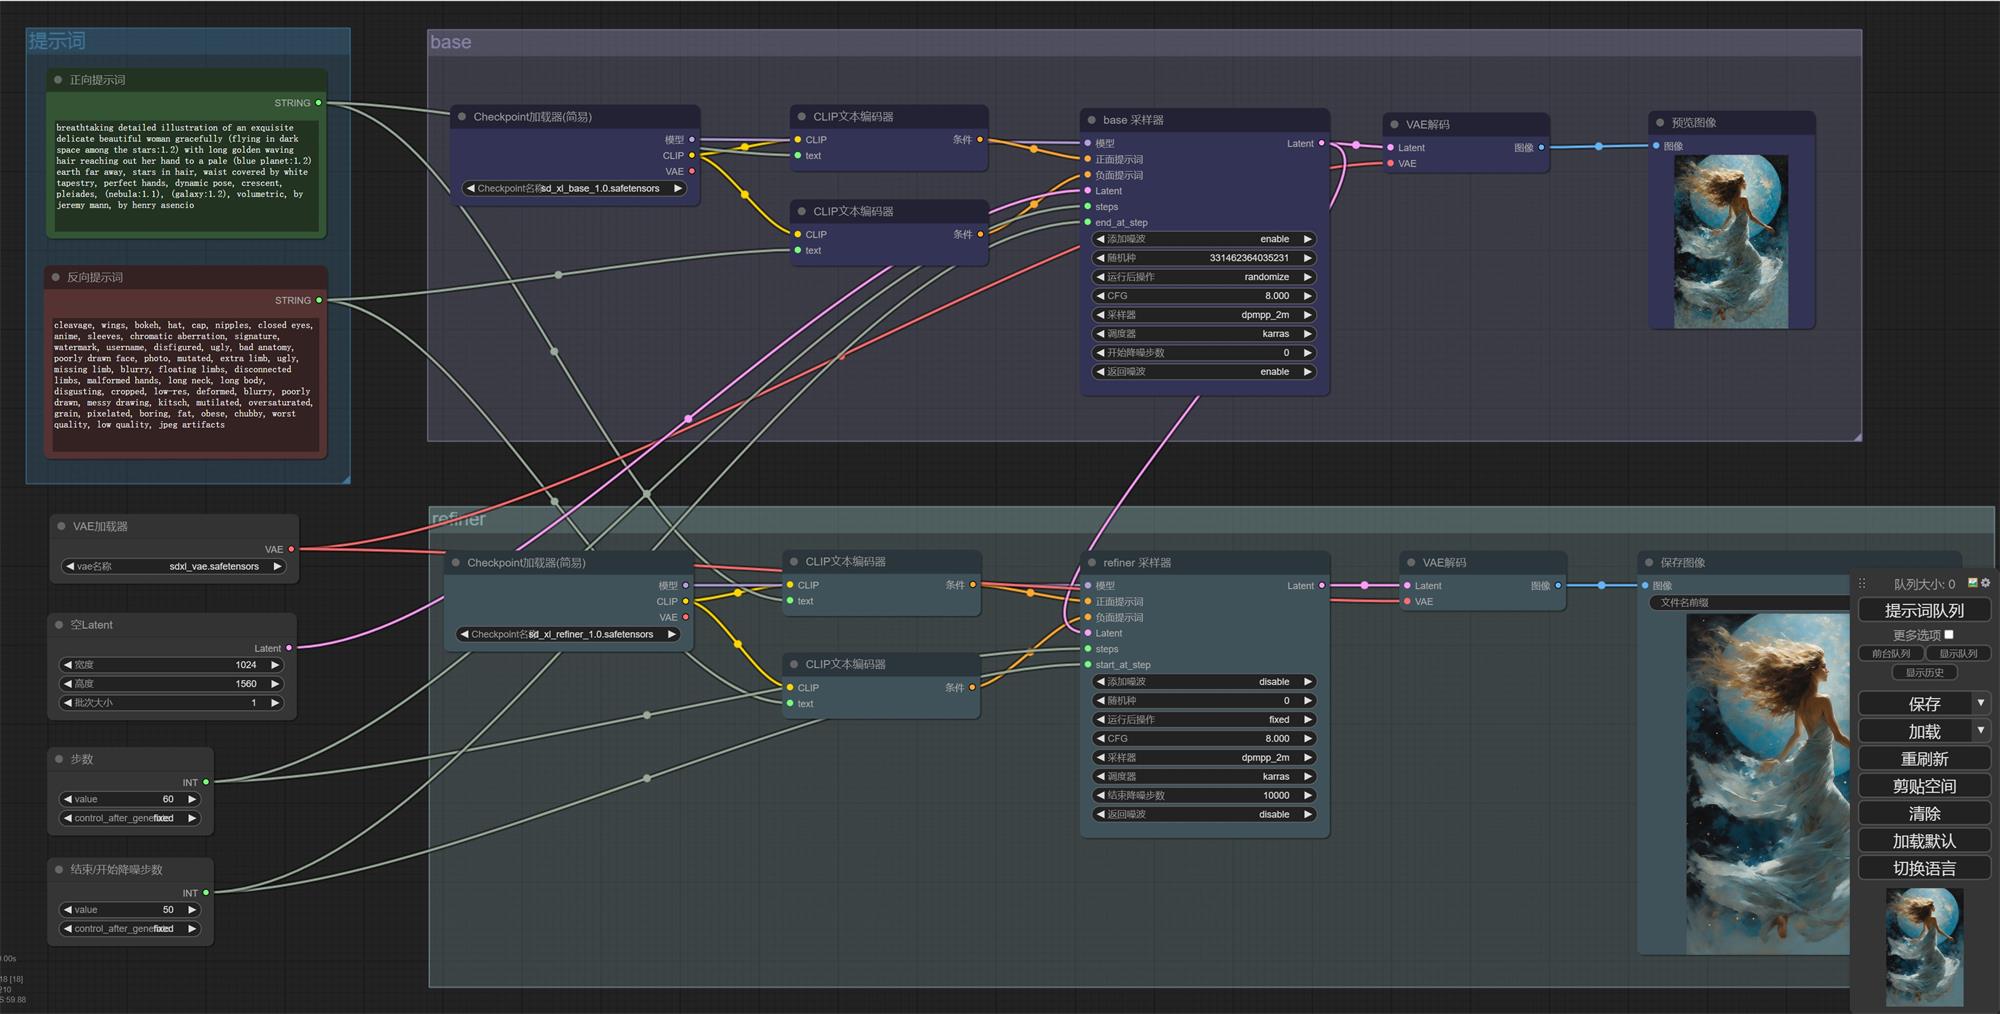 提示词
正向提示词
STRING
breathtaking detailed illustration of an exquisite
delicate beautiful woman gracefully (flying in dark
space among the stars:1.2) with long golden waving
hair reaching out her hand to a pale (blue planet:1.2)
earth far away, stars in hair, waist covered by white
tapestry, perfect hands, dynamic pose, crescent,
pleiades, (nebula:1.1), (galaxy:1.2), volumetric, by
jeremy mann, by henry asencio
反向提示词
STRING
cleavage, wings, bokeh, hat, cap, nipples, closed eyes,
anime, sleeves, chromatic aberration, signature,
watermark, username, disfigured, ugly, bad anatomy,
poorly drawn face, photo, mutated, extra limb, ugly,
missing limb, blurry, floating limbs, disconnected
limbs, malformed hands, long neck, long body,
disgusting, cropped, low-res, deformed, blurry, poorly
drawn, messy drawing, kitsch, mutilated, oversaturated,
grain, pixelated, boring, fat, obese, chubby, worst
quality, low quality, jpeg artifacts
VAE加载器
VAE
vae名称 sdxl_vae.safetensors
空Latent
Latent
宽度 1024
高度 1560
批次大小 1
步数
INT
value 60
control_after_gene fixed
结束/开始降噪步数
INT
value 50
control_after_gene fixed
base
Checkpoint加载器(简易)
模型
CLIP
VAE
Checkpoint名称 sd_xl_base_1.0.safetensors
CLIP文本编码器
CLIP 条件
text
CLIP文本编码器
CLIP 条件
text
base 采样器
模型 Latent
正面提示词
负面提示词
Latent
steps
end_at_step
添加噪波 enable
随机种 331462364035231
运行后操作 randomize
CFG 8.000
采样器 dpmpp_2m
调度器 karras
开始降噪步数 0
返回噪波 enable
VAE解码
Latent 图像
VAE
预览图像
图像
refiner
Checkpoint加载器(简易)
模型
CLIP
VAE
Checkpoint名 sd_xl_refiner_1.0.safetensors
CLIP文本编码器
CLIP 条件
text
CLIP文本编码器
CLIP 条件
text
refiner 采样器
模型 Latent
正面提示词
负面提示词
Latent
steps
start_at_step
添加噪波 disable
随机种 0
运行后操作 fixed
CFG 8.000
采样器 dpmpp_2m
调度器 karras
结束降噪步数 10000
返回噪波 disable
VAE解码
Latent 图像
VAE
保存图像
图像
文件名前缀
队列大小: 0
提示词队列
更多选项
前台队列 显示队列
显示历史
保存
加载
重刷新
剪贴空间
清除
加载默认
切换语言
.00s
18 [18]
210
S:59.88